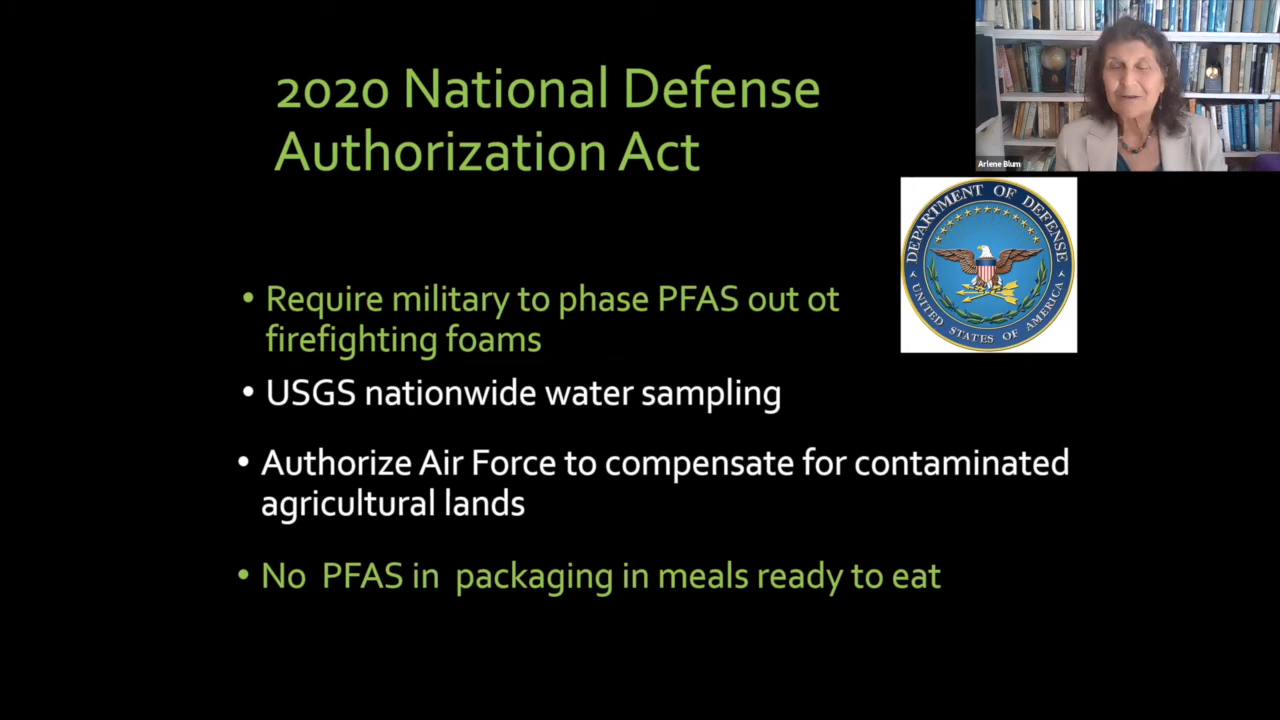 2020 National Defense
Authorization Act
Arlene Blum
DEPARTMENT OF DEFENSE
UNITED STATES OF AMERICA
• Require military to phase PFAS out ot
firefighting foams
• USGS nationwide water sampling
• Authorize Air Force to compensate for contaminated
agricultural lands
• No PFAS in packaging in meals ready to eat